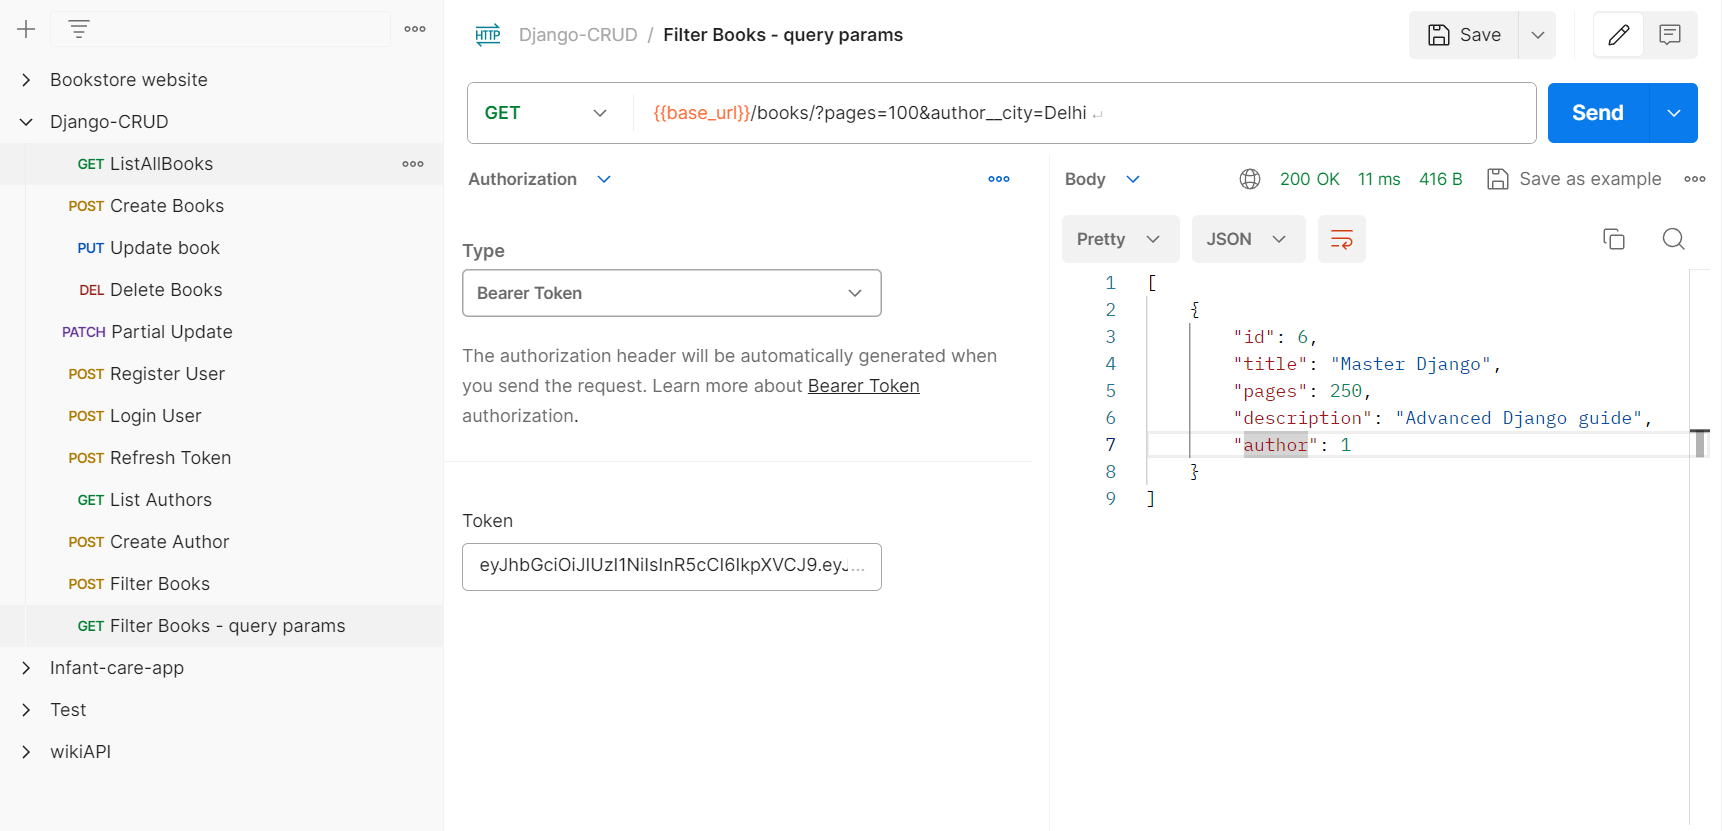 Bookstore website
Django-CRUD
GET ListAllBooks
POST Create Books
PUT Update book
DEL Delete Books
PATCH Partial Update
POST Register User
POST Login User
POST Refresh Token
GET List Authors
POST Create Author
POST Filter Books
GET Filter Books - query params
Infant-care-app
Test
wikiAPI
HTTP Django-CRUD / Filter Books - query params
Save
GET {{base_url}}/books/?pages=100&author__city=Delhi
Send
Authorization
Type
Bearer Token
The authorization header will be automatically generated when
you send the request. Learn more about Bearer Token
authorization.
Token
eyJhbGciOiJIUzI1NiIsInR5cCI6IkpXVCJ9.eyJ...
Body 200 OK 11 ms 416 B Save as example
Pretty JSON
1 [
2 {
3 "id": 6,
4 "title": "Master Django",
5 "pages": 250,
6 "description": "Advanced Django guide",
7 "author": 1
8 }
9 ]